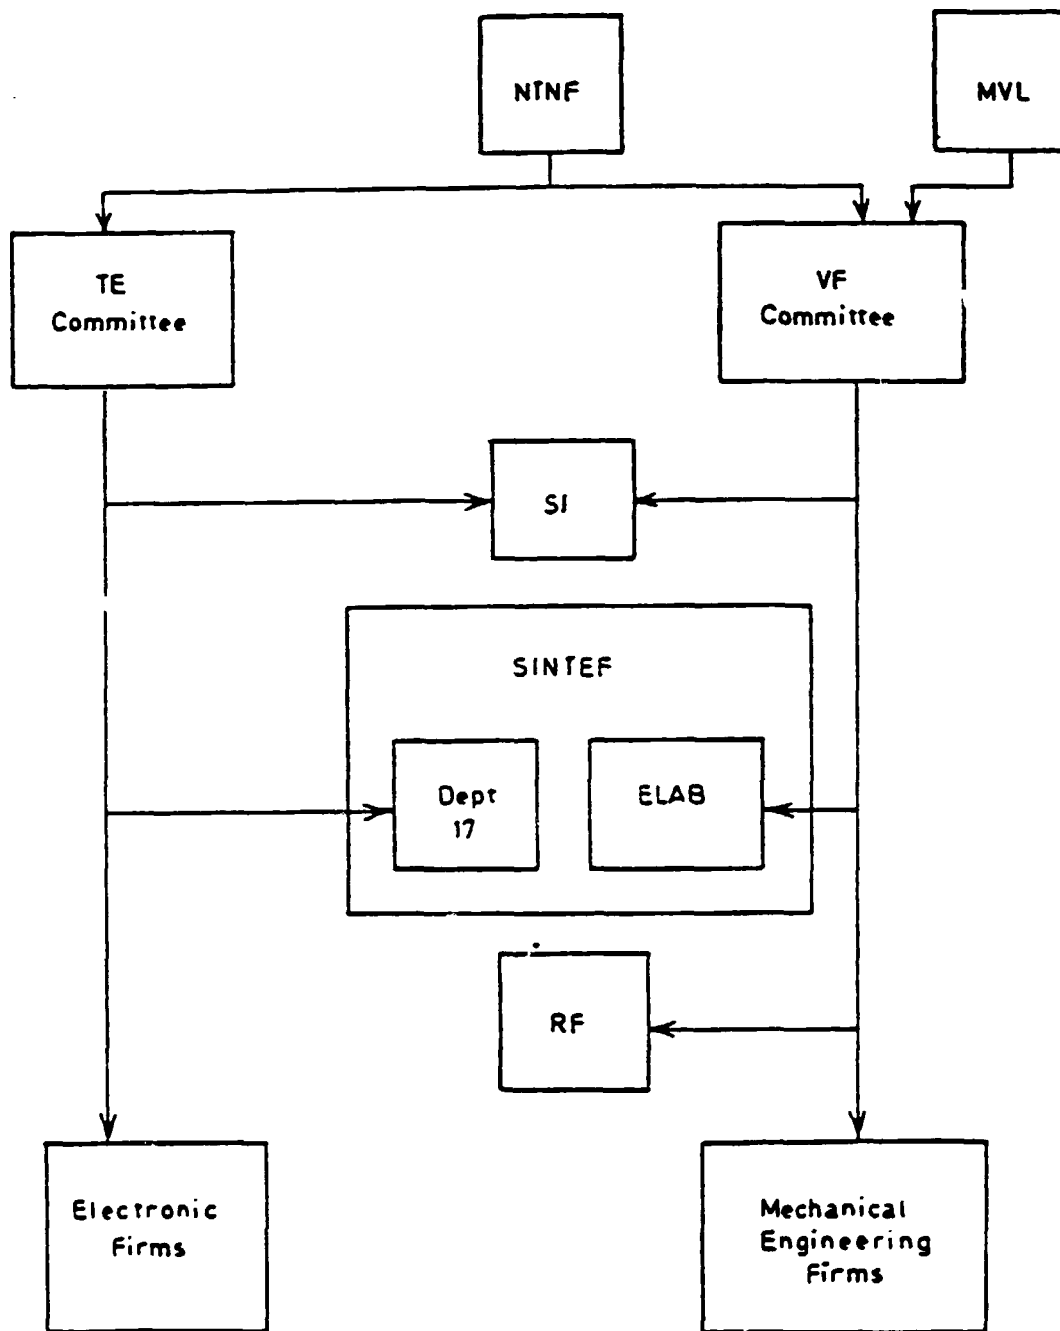 NTNF
MVL
TE
Committee
VF
Committee
SI
SINTEF
Dept
17
ELAB
RF
Electronic
Firms
Mechanical
Engineering
Firms